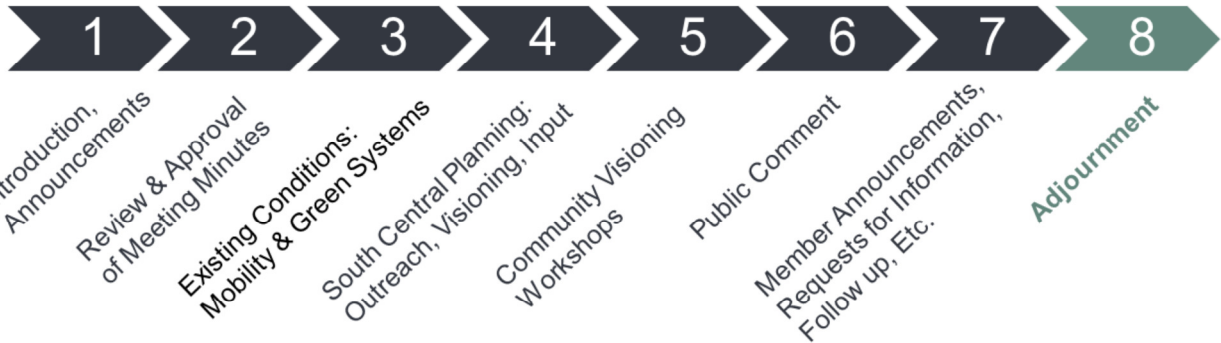 1
2
3
4
5
6
7
8
Announcements
Review & Approval
of Meeting Minutes
Existing Conditions:
Mobility & Green Systems
South Central Planning:
Outreach, Visioning, Input
Community Visioning
Workshops
Public Comment
Member Announcements,
Requests for Information,
Follow up, Etc.
Adjournment